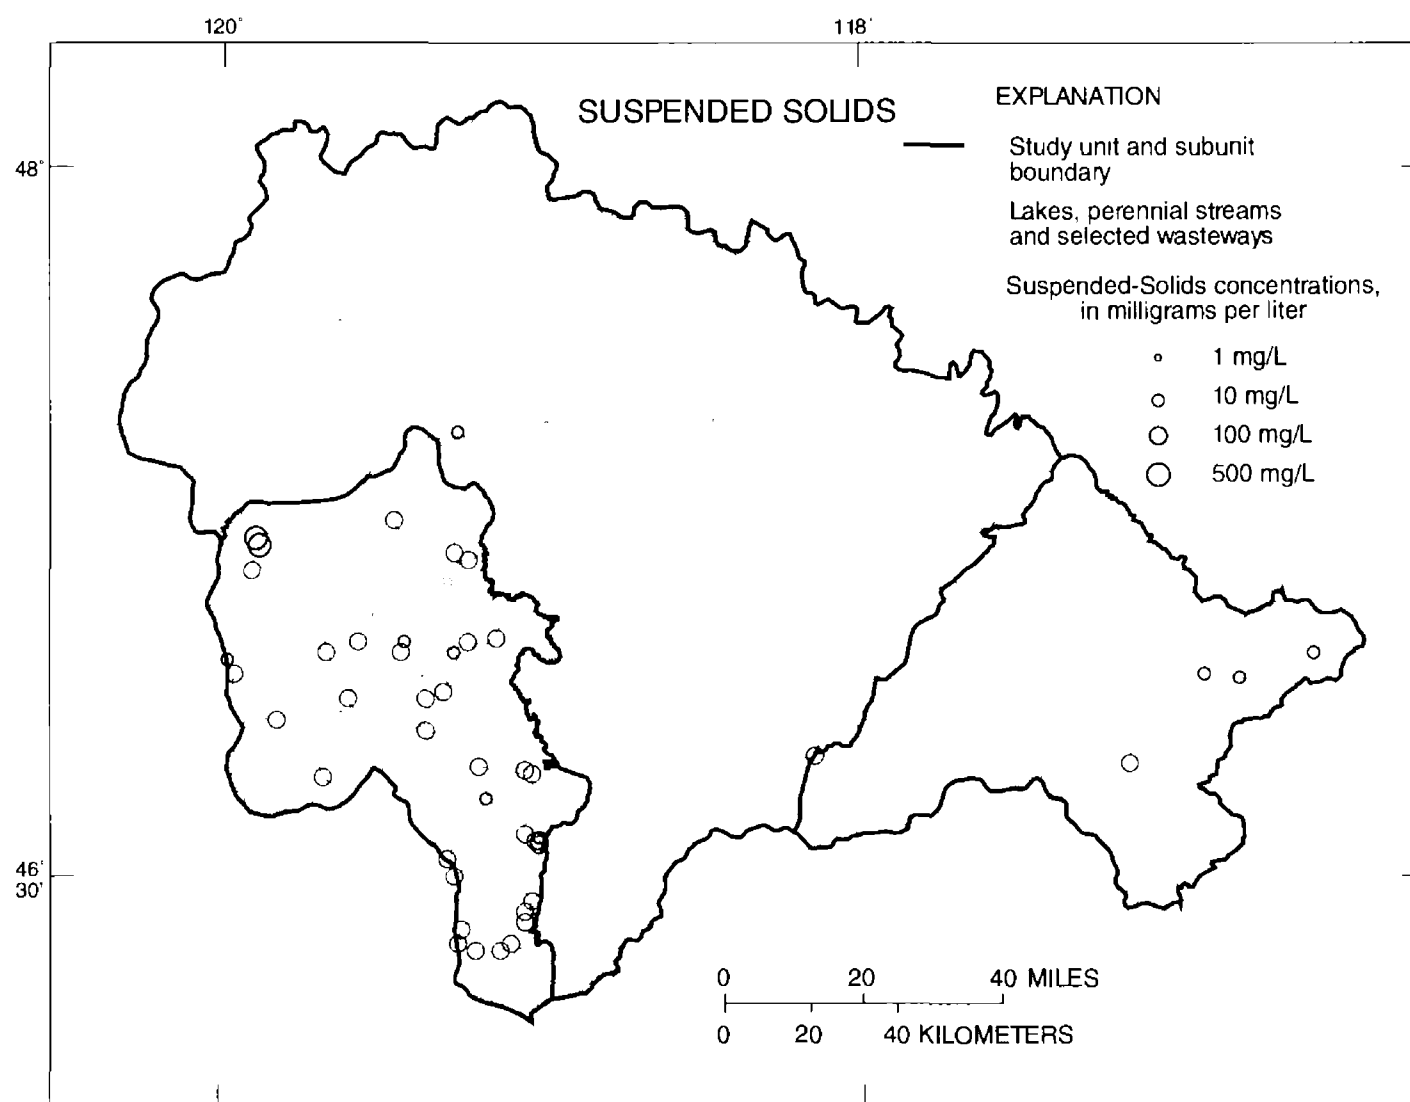 120°
118°
SUSPENDED SOLIDS
EXPLANATION
Study unit and subunit
boundary
Lakes, perennial streams
and selected wasteways
Suspended-Solids concentrations,
in milligrams per liter
1 mg/L
10 mg/L
100 mg/L
500 mg/L
48°
46°
30'
0 20 40 MILES
0 20 40 KILOMETERS